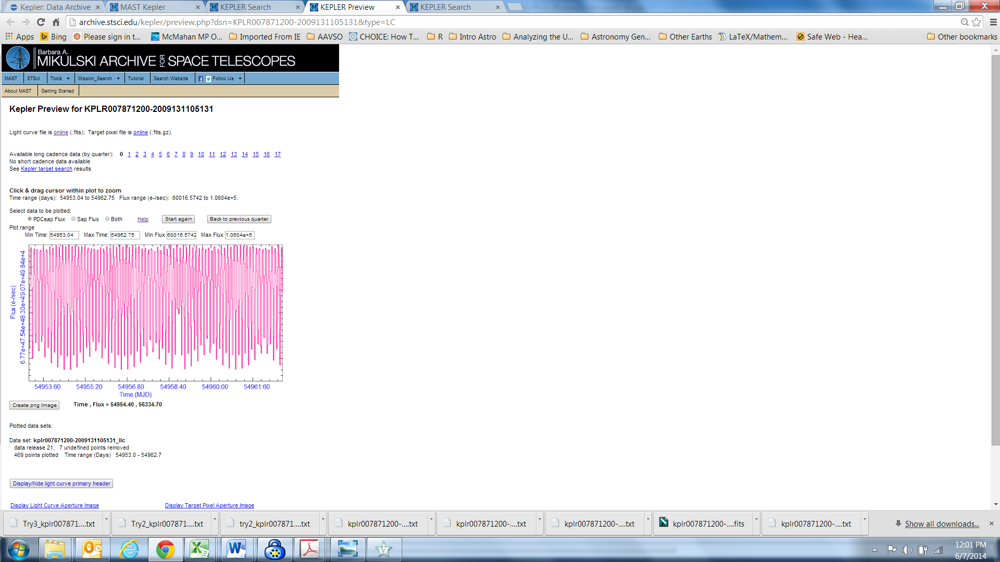 Kepler: Data Archive
MAST Kepler
KEPLER Search
KEPLER Preview
KEPLER Search
archive.stsci.edu/kepler/preview.php?dsn=KPLR007871200-2009131105131&type=LC
Apps Bing Please sign in t... McMahan MP O... Imported From IE AAVSO CHOICE: How T... R Intro Astro Analyzing the U... Astronomy Gen... Other Earths LaTeX/Mathem... Safe Web - Hea... Other bookmarks
Barbara A.
MIKULSKI ARCHIVE FOR SPACE TELESCOPES
MAST STScI Tools Mission_Search Tutorial Search Website Follow Us
About MAST Getting Started
Kepler Preview for KPLR007871200-2009131105131
Light curve file is online (.fits); Target pixel file is online (.fits.gz).
Available long cadence data (by quarter): 0 1 2 3 4 5 6 7 8 9 10 11 12 13 14 15 16 17
No short cadence data available
See Kepler target search results
Click & drag cursor within plot to zoom
Time range (days): 54953.04 to 54962.75 Flux range (e-/sec): 60016.5742 to 1.0604e+5.
Select data to be plotted:
PDCsap Flux Sap Flux Both Help Start again Back to previous quarter
Plot range
Min Time: 54953.04 Max Time: 54962.75 Min Flux 60016.5742 Max Flux 1.0604e+5
Flux (e-/sec)
6.77e+47.54e+48.30e+49.07e+49.84e+4
54953.60 54955.20 54956.80 54958.40 54960.00 54961.60
Time (MJD)
Create png Image Time , Flux = 54954.40 , 56334.70
Plotted data sets:
Data set: kplr007871200-2009131105131_llc
data release 21, 7 undefined points removed
469 points plotted Time range (Days) 54953.0 - 54962.7
Display/hide light curve primary header
Display Light Curve Aperture Image Display Target Pixel Aperture Image
Try3_kplr007871....txt Try2_kplr007871....txt try2_kplr007871....txt kplr007871200-....txt kplr007871200-....txt kplr007871200-....txt kplr007871200-....fits kplr007871200-....txt Show all downloads...
12:01 PM
6/7/2014